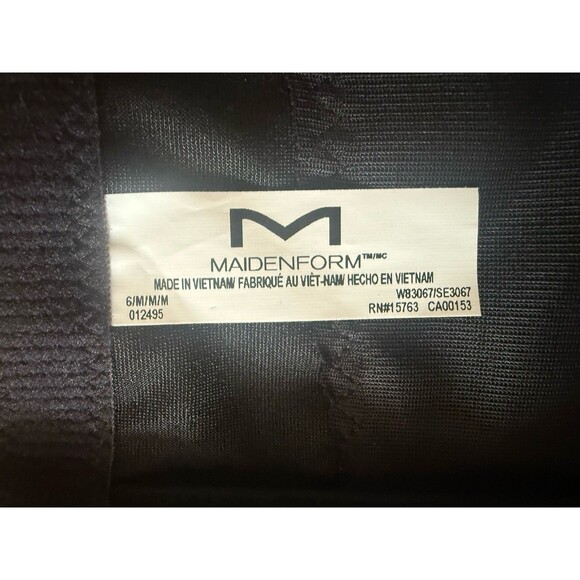 M
MAIDENFORM™/MC
MADE IN VIETNAM/ FABRIQUÉ AU VIÊT-NAM/ HECHO EN VIETNAM
6/M/M/M W83067/SE3067
012495 RN#15763 CA00153